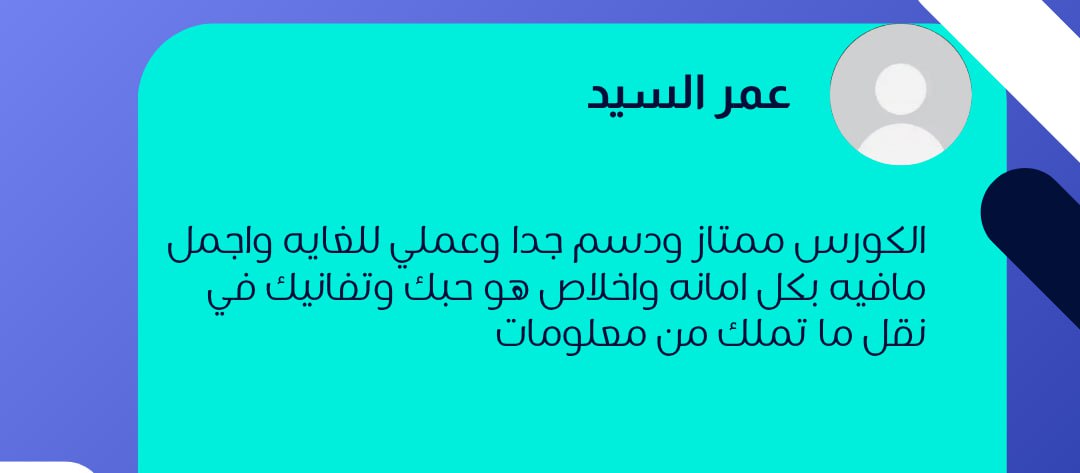 عمر السيد
الكورس ممتاز ودسم جدا وعملي للغايه واجمل
مافيه بكل امانه واخلاص هو حبك وتفانيك في
نقل ما تملك من معلومات